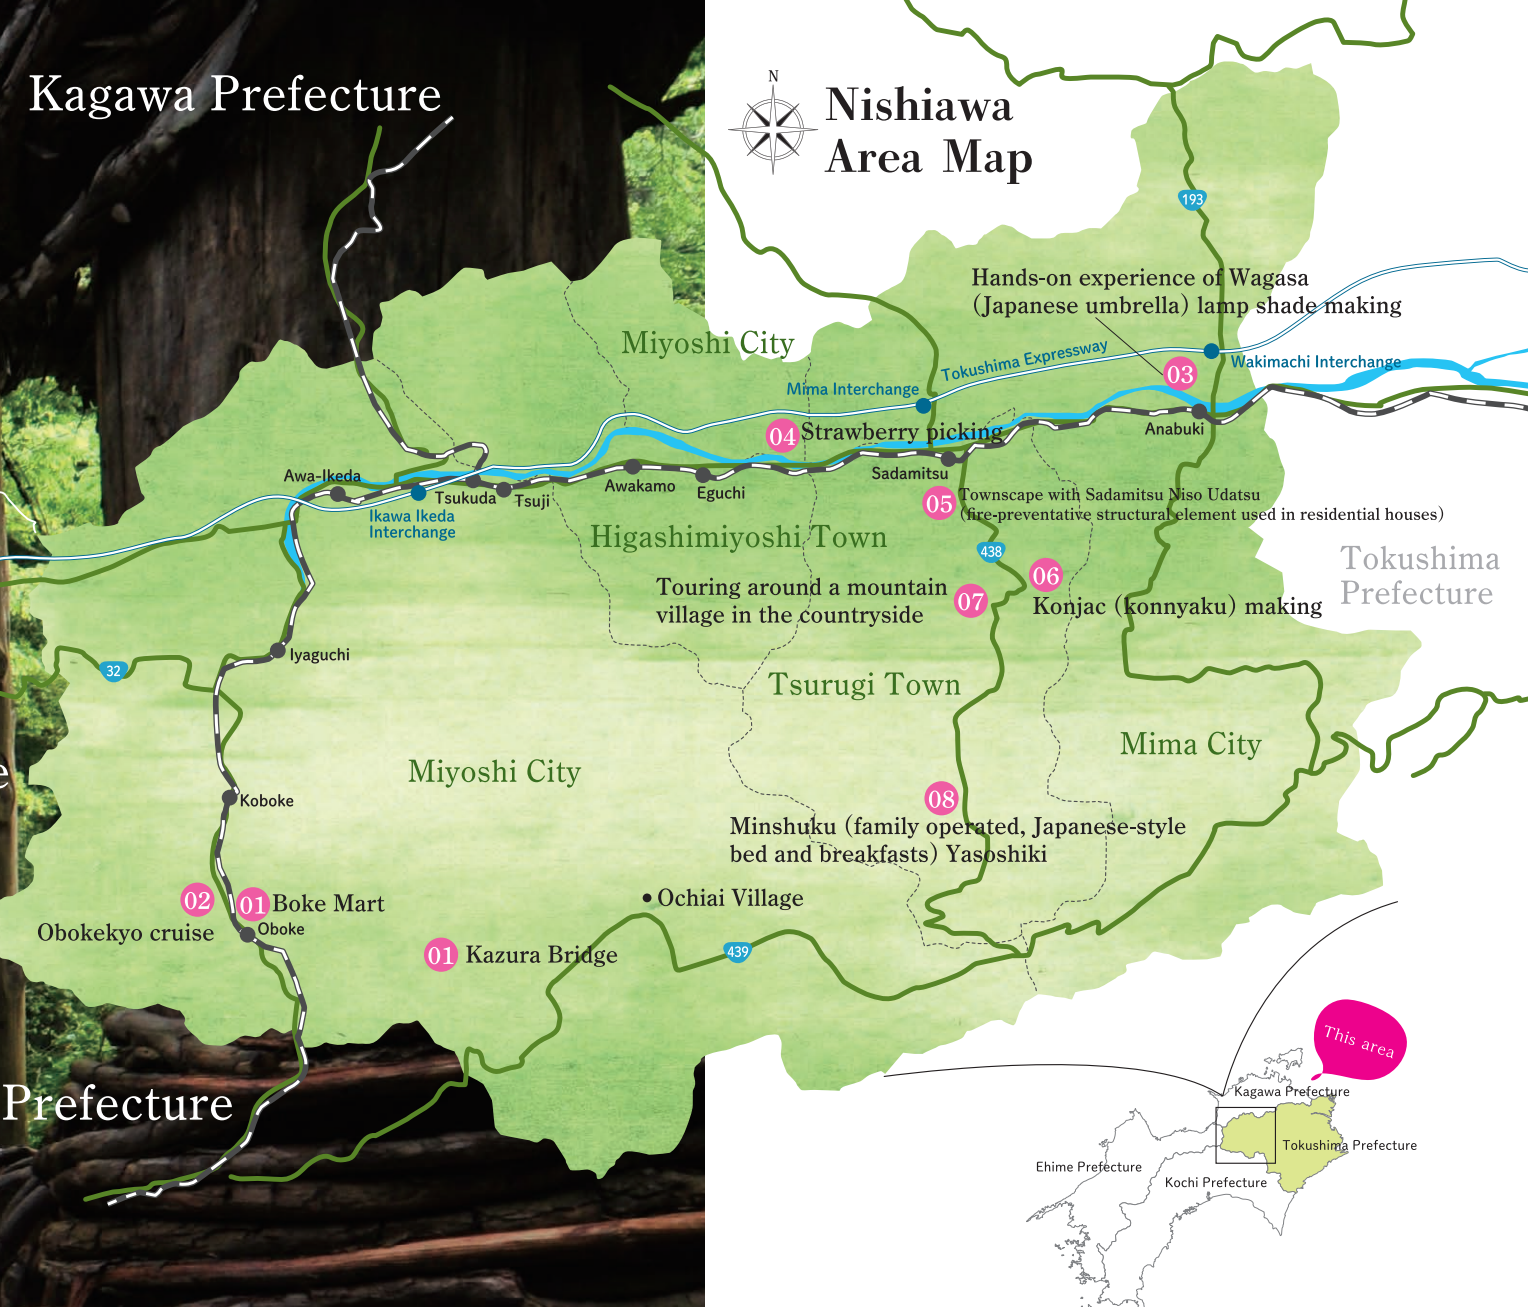 Kagawa Prefecture
N
Nishiawa
Area Map
193
Hands-on experience of Wagasa
(Japanese umbrella) lamp shade making
Miyoshi City
Tokushima Expressway
Wakimachi Interchange
03
Mima Interchange
04
Strawberry picking
Anabuki
Sadamitsu
Awa-Ikeda
Tsukuda
Tsuji
Awakamo
Eguchi
Ikawa Ikeda
Interchange
05
Townscape with Sadamitsu Niso Udatsu
(fire-preventative structural element used in residential houses)
Higashimiyoshi Town
438
Tokushima
Prefecture
06
Konjac (konnyaku) making
Touring around a mountain
village in the countryside
07
Iyaguchi
32
Tsurugi Town
Mima City
Miyoshi City
e
Koboke
08
Minshuku (family operated, Japanese-style
bed and breakfasts) Yasoshiki
02
01
Boke Mart
Obokekyo cruise
Oboke
Ochiai Village
01
Kazura Bridge
439
This area
Prefecture
Kagawa Prefecture
Tokushima Prefecture
Ehime Prefecture
Kochi Prefecture